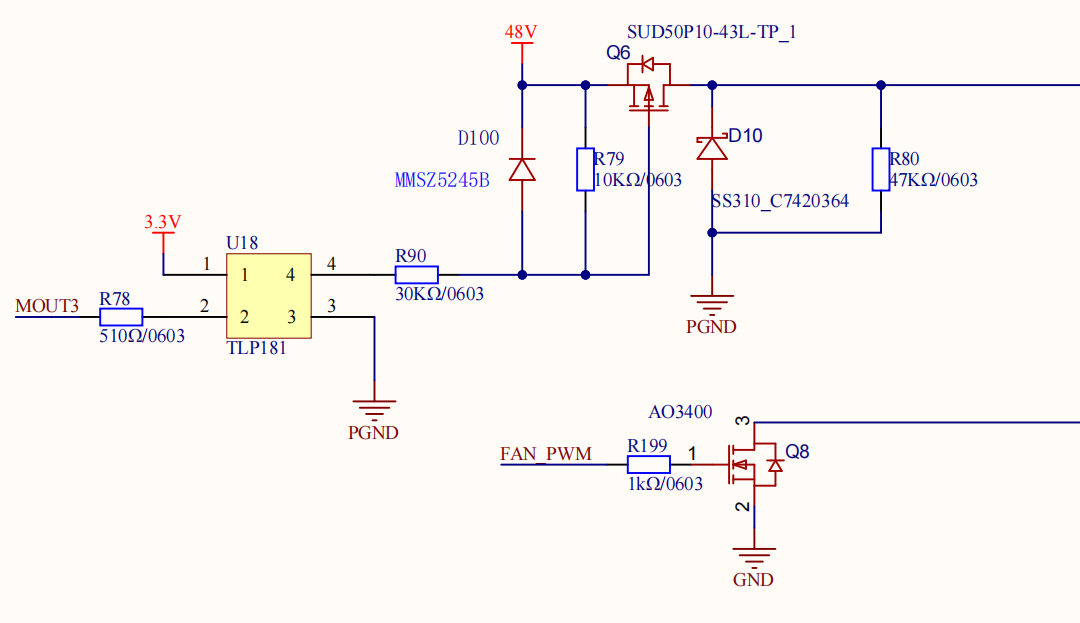 48V
SUD50P10-43L-TP_1
Q6
D100
MMSZ5245B
R79
10KΩ/0603
D10
SS310_C7420364
R80
47KΩ/0603
3.3V
U18
1
1
4
4
R90
30KΩ/0603
PGND
MOUT3
R78
510Ω/0603
2
2
3
3
TLP181
PGND
AO3400
3
FAN_PWM
R199
1kΩ/0603
1
Q8
2
GND